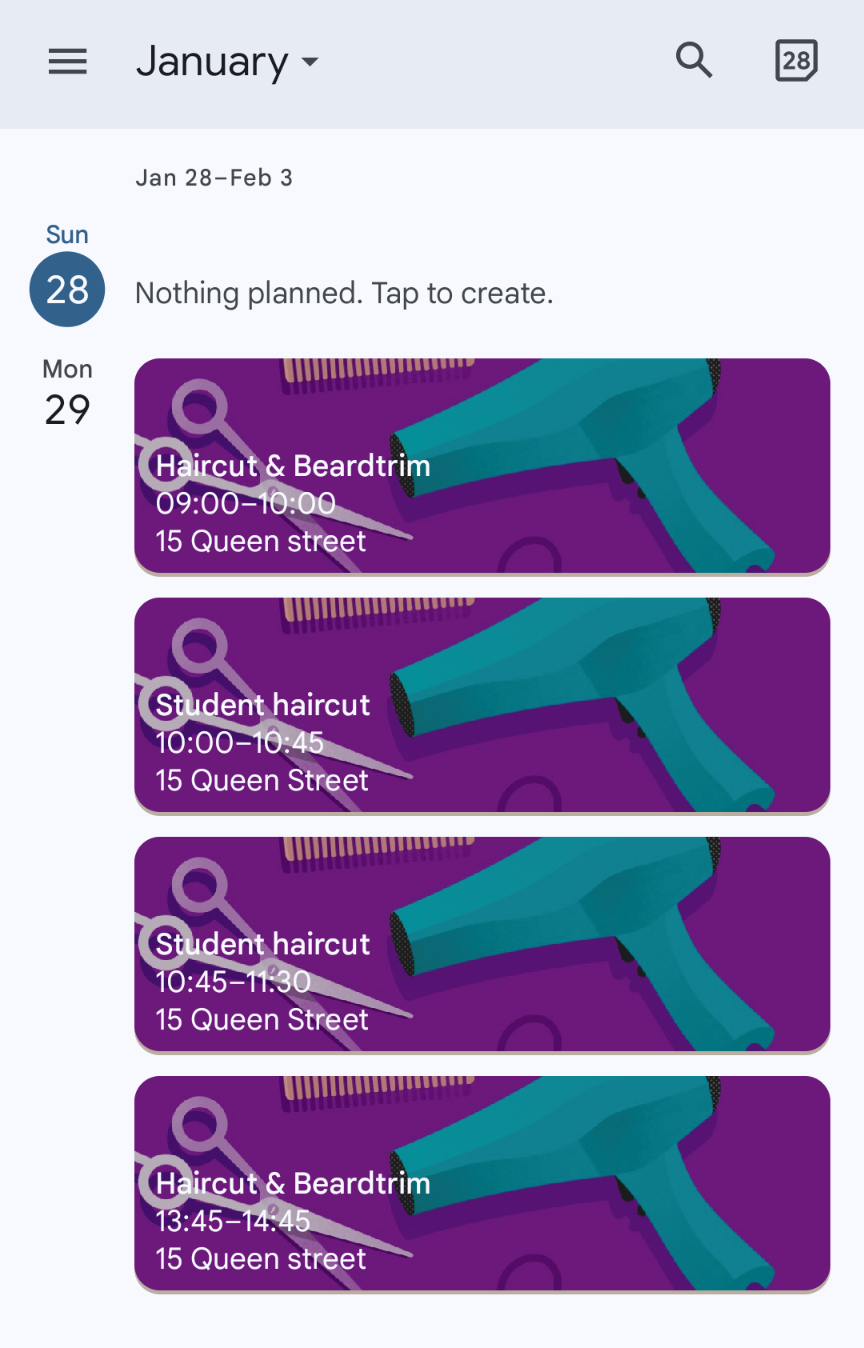 January
28
Jan 28–Feb 3
Sun
28
Nothing planned. Tap to create.
Mon
29
Haircut & Beardtrim
09:00–10:00
15 Queen street
Student haircut
10:00–10:45
15 Queen Street
Student haircut
10:45–11:30
15 Queen Street
Haircut & Beardtrim
13:45–14:45
15 Queen street